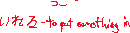 いれる - to put something in